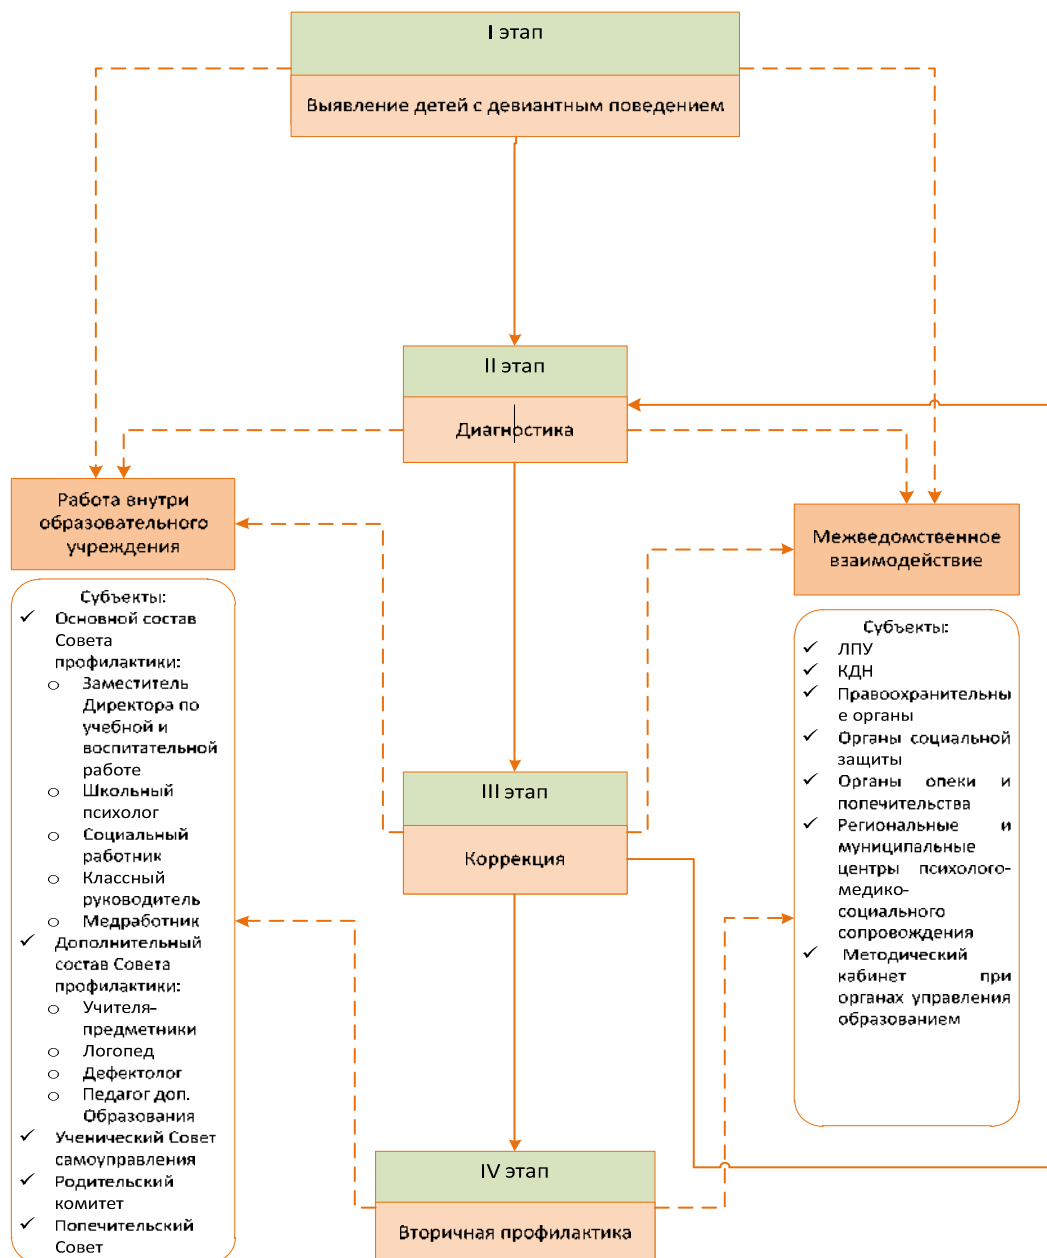 I этап
Выявление детей с девиантным поведением
II этап
Диагностика
Работа внутри
образовательного
учреждения
Межведомственное
взаимодействие
Субъекты:
✓ Основной состав
Совета
профилактики:
o Заместитель
Директора по
учебной и
воспитательной
работе
o Школьный
психолог
o Социальный
работник
o Классный
руководитель
o Медработник
✓ Дополнительный
состав Совета
профилактики:
o Учителя-
предметники
o Логопед
o Дефектолог
o Педагог доп.
Образования
✓ Ученический Совет
самоуправления
✓ Родительский
комитет
✓ Попечительский
Совет
Субъекты:
✓ ЛПУ
✓ КДН
✓ Правоохранительны
е органы
✓ Органы социальной
защиты
✓ Органы опеки и
попечительства
✓ Региональные и
муниципальные
центры психолого-
медико-
социального
сопровождения
✓ Методический
кабинет при
органах управления
образованием
III этап
Коррекция
IV этап
Вторичная профилактика